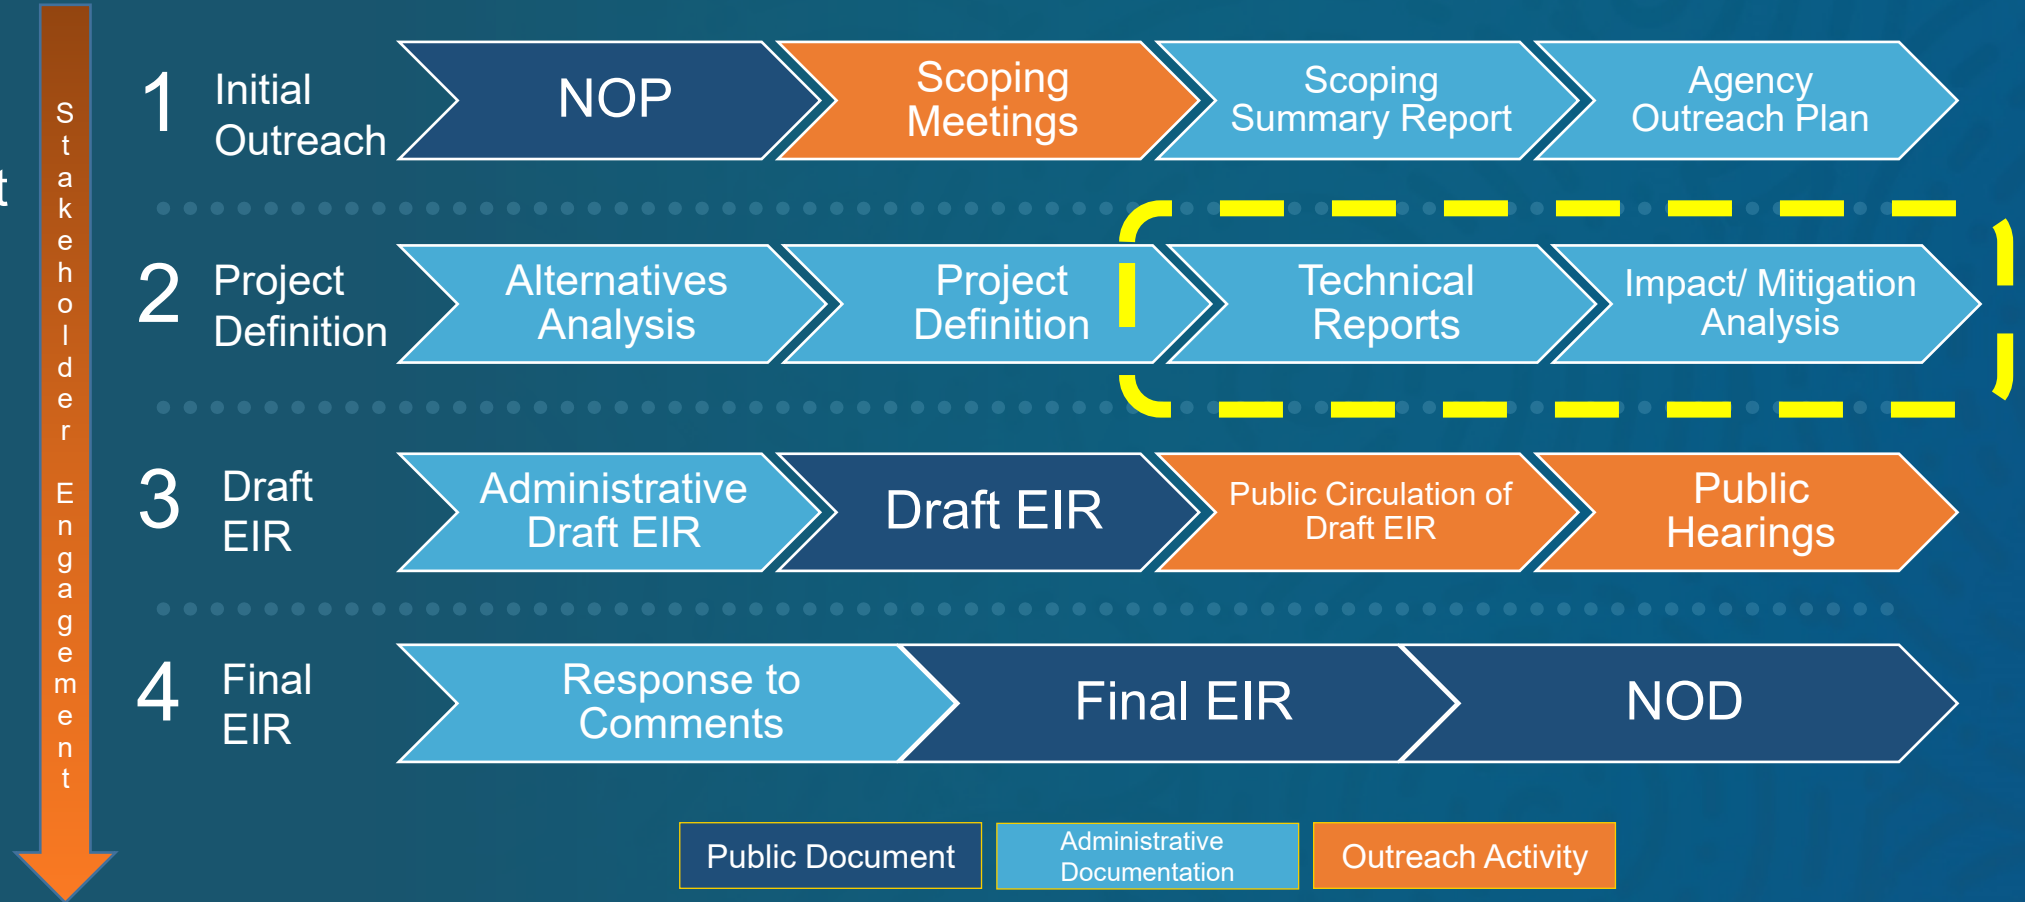 Stakeholder Engagement
t
1
Initial
Outreach
NOP
Scoping
Meetings
Scoping
Summary Report
Agency
Outreach Plan
2
Project
Definition
Alternatives
Analysis
Project
Definition
Technical
Reports
Impact/ Mitigation
Analysis
3
Draft
EIR
Administrative
Draft EIR
Draft EIR
Public Circulation of
Draft EIR
Public
Hearings
4
Final
EIR
Response to
Comments
Final EIR
NOD
Public Document
Administrative
Documentation
Outreach Activity